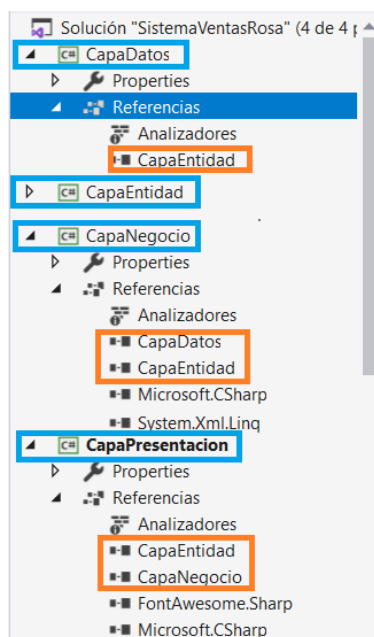 Solución "SistemaVentasRosa" (4 de 4 p
C# CapaDatos
Properties
Referencias
Analizadores
CapaEntidad
C# CapaEntidad
C# CapaNegocio
Properties
Referencias
Analizadores
CapaDatos
CapaEntidad
Microsoft.CSharp
System.Xml.Linq
C# CapaPresentacion
Properties
Referencias
Analizadores
CapaEntidad
CapaNegocio
FontAwesome.Sharp
Microsoft.CSharp